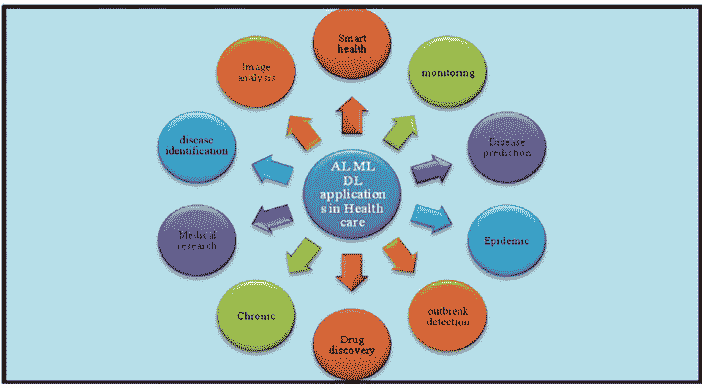 Smart
health
monitoring
Disease
prediction
Epidemic
outbreak
detection
Drug
discovery
Chronic
Medical
research
disease
identification
Image
analysis
AL ML
DL
application
s in Health
care